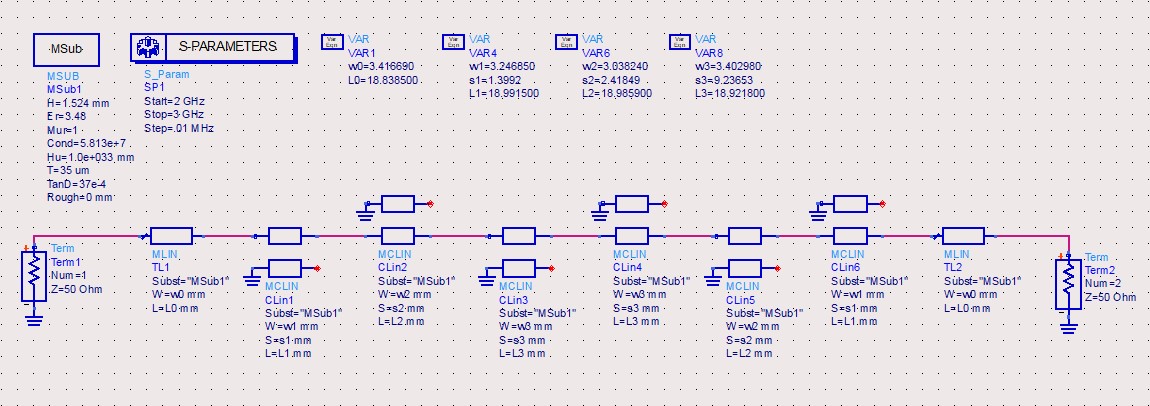 MSub
MSUB
MSub1
H=1.524 mm
Er=3.48
Mur=1
Cond=5.813e+7
Hu=1.0e+033 mm
T=35 um
TanD=37e-4
Rough=0 mm
S-PARAMETERS
S_Param
SP1
Start=2 GHz
Stop=3 GHz
Step=.01 MHz
Var
Eqn
VAR
VAR1
w0=3.416690
L0=18.838500
Var
Eqn
VAR
VAR4
w1=3.246850
s1=1.3992
L1=18.991500
Var
Eqn
VAR
VAR6
w2=3.038240
s2=2.41849
L2=18.985900
Var
Eqn
VAR
VAR8
w3=3.402980
s3=9.23653
L3=18.921800
Term
Term1
Num=1
Z=50 Ohm
MLIN
TL1
Subst="MSub1"
W=w0 mm
L=L0 mm
MCLIN
CLin1
Subst="MSub1"
W=w1 mm
S=s1 mm
L=L1 mm
MCLIN
CLin2
Subst="MSub1"
W=w2 mm
S=s2 mm
L=L2 mm
MCLIN
CLin3
Subst="MSub1"
W=w3 mm
S=s3 mm
L=L3 mm
MCLIN
CLin4
Subst="MSub1"
W=w3 mm
S=s3 mm
L=L3 mm
MCLIN
CLin5
Subst="MSub1"
W=w2 mm
S=s2 mm
L=L2 mm
MCLIN
CLin6
Subst="MSub1"
W=w1 mm
S=s1 mm
L=L1 mm
MLIN
TL2
Subst="MSub1"
W=w0 mm
L=L0 mm
Term
Term2
Num=2
Z=50 Ohm